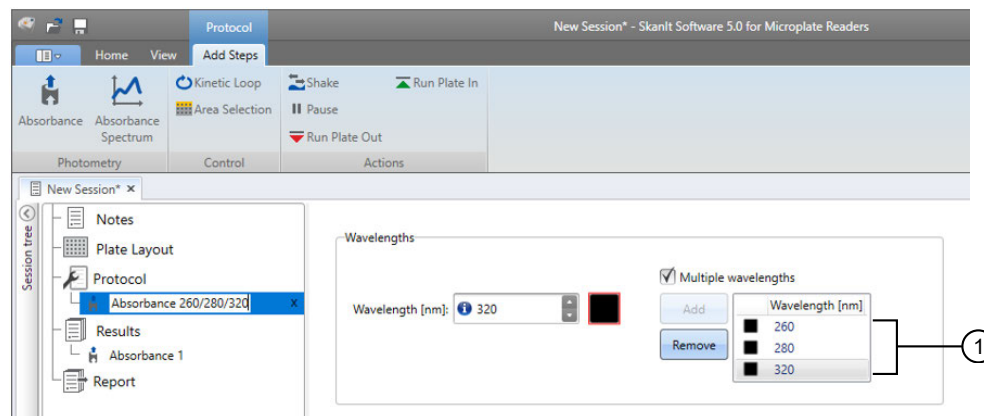 Protocol
New Session* - SkanIt Software 5.0 for Microplate Readers
Home View Add Steps
Absorbance
Absorbance Spectrum
Kinetic Loop
Area Selection
Shake
Run Plate In
Pause
Run Plate Out
Photometry
Control
Actions
New Session* ×
Session tree
Notes
Plate Layout
Protocol
Absorbance 260/280/320 x
Results
Absorbance 1
Report
Wavelengths
Wavelength [nm]: 320
Multiple wavelengths
Add
Remove
Wavelength [nm]
260
280
320
1